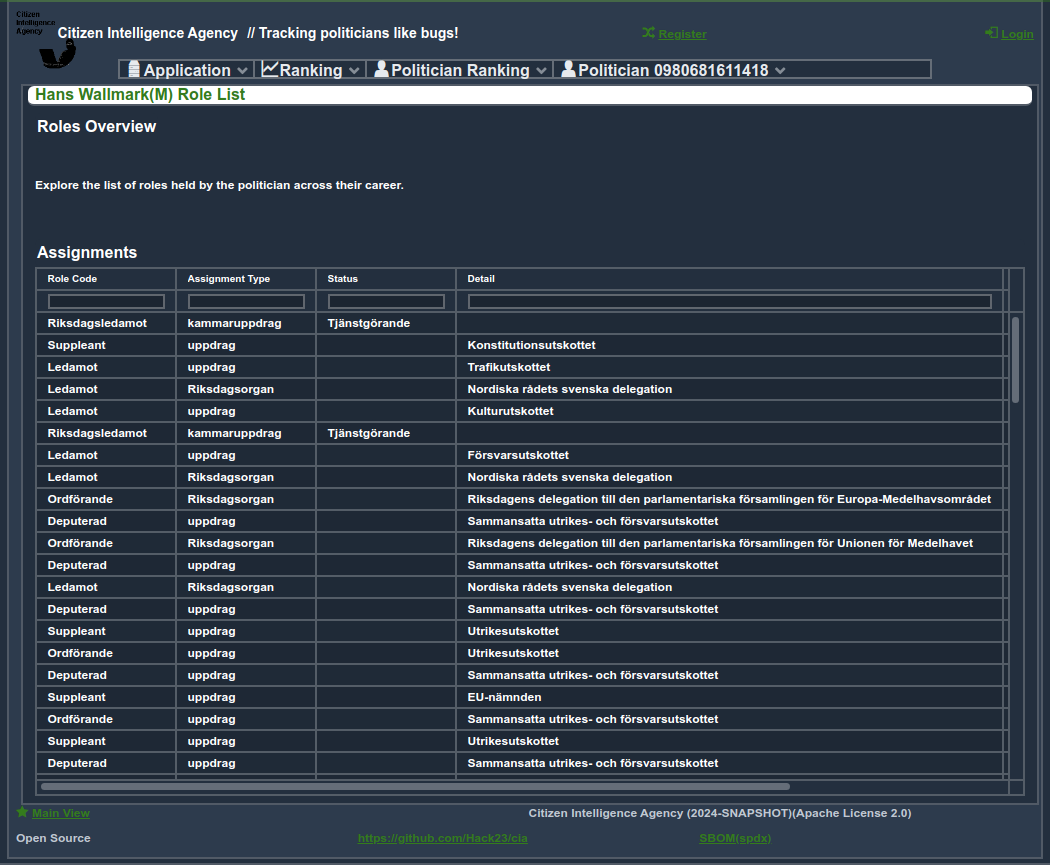 Citizen
Intelligence
Agency
Citizen Intelligence Agency // Tracking politicians like bugs!
Register
Login
Application
Ranking
Politician Ranking
Politician 0980681611418
Hans Wallmark(M) Role List
Roles Overview
Explore the list of roles held by the politician across their career.
Assignments
Role Code Assignment Type Status Detail
Riksdagsledamot kammaruppdrag Tjänstgörande
Suppleant uppdrag Konstitutionsutskottet
Ledamot uppdrag Trafikutskottet
Ledamot Riksdagsorgan Nordiska rådets svenska delegation
Ledamot uppdrag Kulturutskottet
Riksdagsledamot kammaruppdrag Tjänstgörande
Ledamot uppdrag Försvarsutskottet
Ledamot Riksdagsorgan Nordiska rådets svenska delegation
Ordförande Riksdagsorgan Riksdagens delegation till den parlamentariska församlingen för Europa-Medelhavsområdet
Deputerad uppdrag Sammansatta utrikes- och försvarsutskottet
Ordförande Riksdagsorgan Riksdagens delegation till den parlamentariska församlingen för Unionen för Medelhavet
Deputerad uppdrag Sammansatta utrikes- och försvarsutskottet
Ledamot Riksdagsorgan Nordiska rådets svenska delegation
Deputerad uppdrag Sammansatta utrikes- och försvarsutskottet
Suppleant uppdrag Utrikesutskottet
Ordförande uppdrag Utrikesutskottet
Deputerad uppdrag Sammansatta utrikes- och försvarsutskottet
Suppleant uppdrag EU-nämnden
Ordförande uppdrag Sammansatta utrikes- och försvarsutskottet
Suppleant uppdrag Utrikesutskottet
Deputerad uppdrag Sammansatta utrikes- och försvarsutskottet
Main View
Citizen Intelligence Agency (2024-SNAPSHOT)(Apache License 2.0)
Open Source
https://github.com/Hack23/cia
SBOM(spdx)